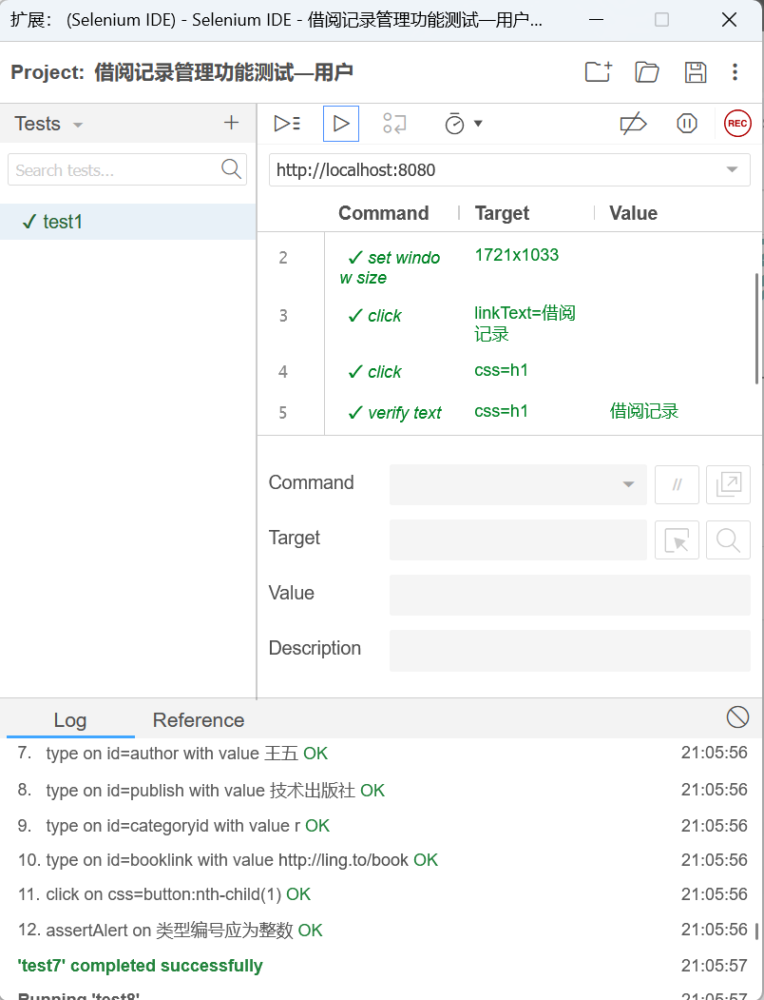 扩展： (Selenium IDE) - Selenium IDE - 借阅记录管理功能测试—用户...
Project: 借阅记录管理功能测试—用户
Tests
Search tests...
✓ test1
REC
http://localhost:8080
Command Target Value
2 ✓ set windo
w size 1721x1033
3 ✓ click linkText=借阅
记录
4 ✓ click css=h1
5 ✓ verify text css=h1 借阅记录
Command //
Target
Value
Description
Log Reference
7. type on id=author with value 王五 OK 21:05:56
8. type on id=publish with value 技术出版社 OK 21:05:56
9. type on id=categoryid with value r OK 21:05:56
10. type on id=booklink with value http://ling.to/book OK 21:05:56
11. click on css=button:nth-child(1) OK 21:05:56
12. assertAlert on 类型编号应为整数 OK 21:05:56
'test7' completed successfully 21:05:57
Running 'test8' 21:05:57